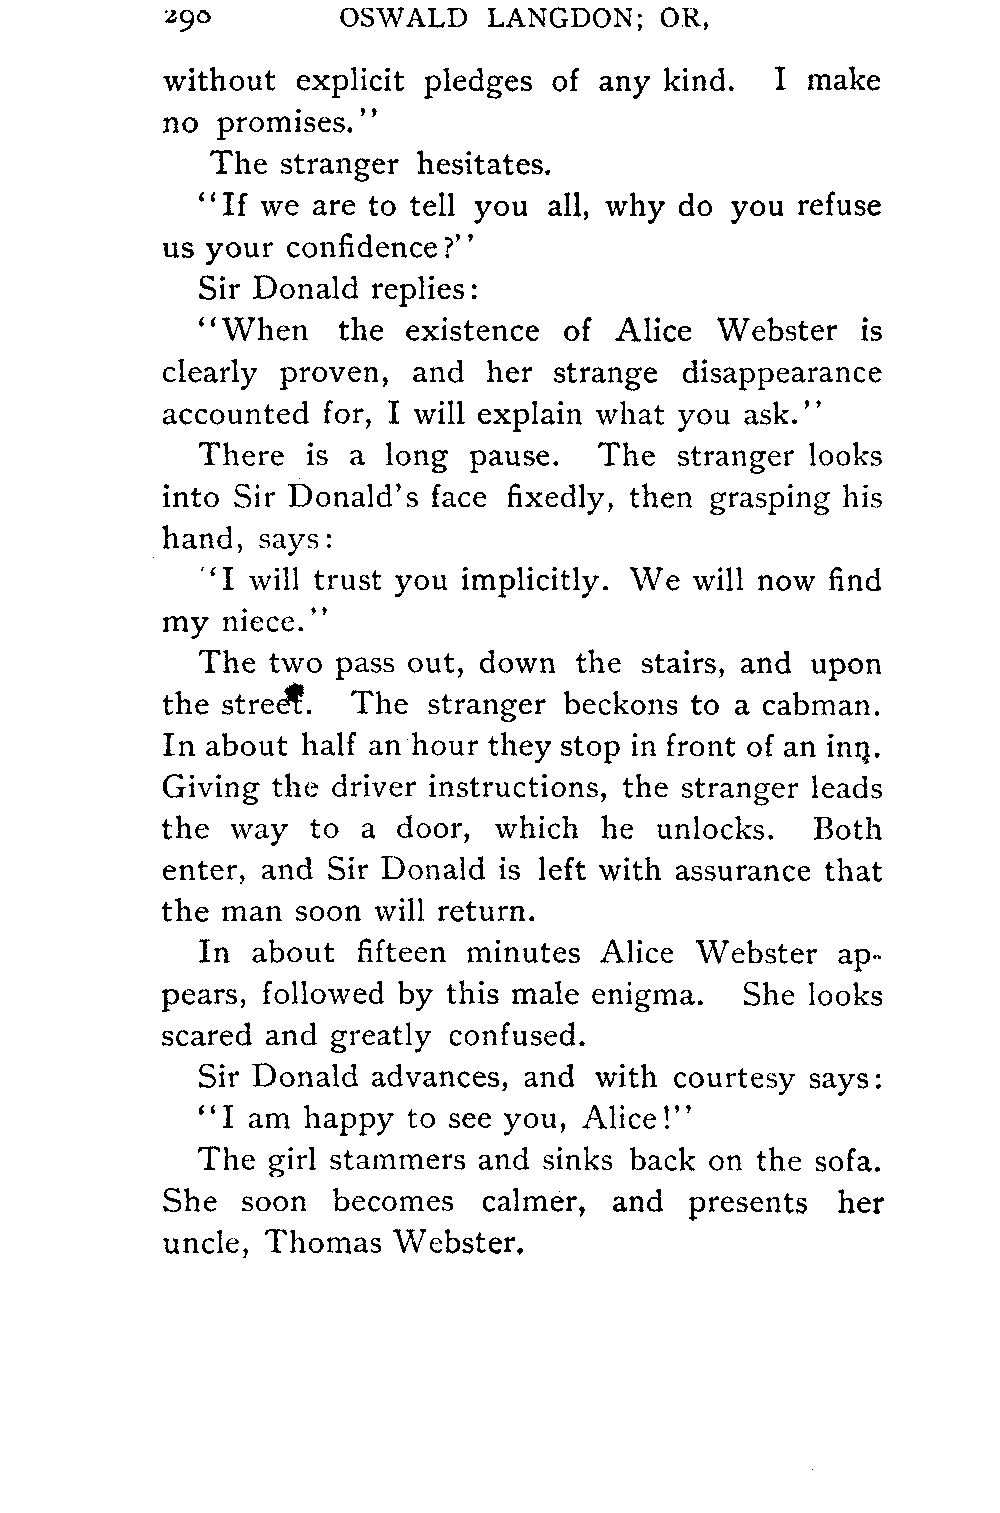 290 OSWALD LANGDON; OR,
without explicit pledges of any kind. I make
no promises.''
The stranger hesitates.
``If we are to tell you all, why do you refuse
us your confidence?''
Sir Donald replies:
``When the existence of Alice Webster is
clearly proven, and her strange disappearance
accounted for, I will explain what you ask.''
There is a long pause. The stranger looks
into Sir Donald's face fixedly, then grasping his
hand, says:
``I will trust you implicitly. We will now find
my niece.''
The two pass out, down the stairs, and upon
the street. The stranger beckons to a cabman.
In about half an hour they stop in front of an inn.
Giving the driver instructions, the stranger leads
the way to a door, which he unlocks. Both
enter, and Sir Donald is left with assurance that
the man soon will return.
In about fifteen minutes Alice Webster ap-
pears, followed by this male enigma. She looks
scared and greatly confused.
Sir Donald advances, and with courtesy says:
``I am happy to see you, Alice!''
The girl stammers and sinks back on the sofa.
She soon becomes calmer, and presents her
uncle, Thomas Webster.